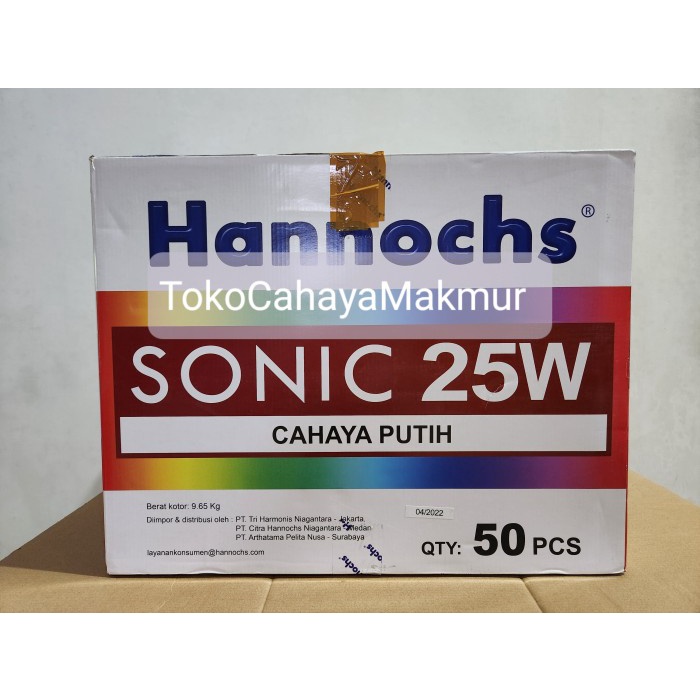 Hannochs®
TokoCahayaMakmur
SONIC 25W
CAHAYA PUTIH
Berat kotor: 9.65 Kg
Diimpor & distribusi oleh : PT. Tri Harmonis Niagantara - Jakarta
PT. Citra Hannochs Niagantara - Medan
PT. Arthatama Pelita Nusa - Surabaya
layanankonsumen@hannochs.com
04/2022
QTY: 50 PCS